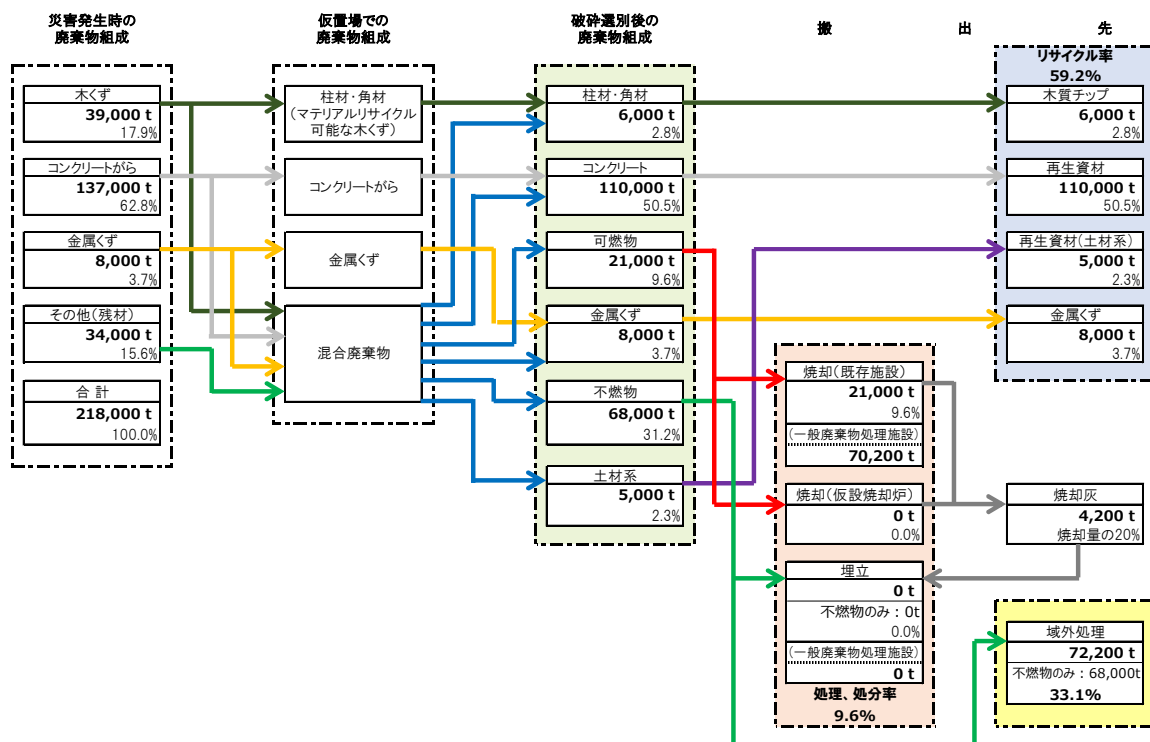 災害発生時の
廃棄物組成
仮置場での
廃棄物組成
破砕選別後の
廃棄物組成
搬 出 先
木くず
39,000 t
17.9%
コンクリートがら
137,000 t
62.8%
金属くず
8,000 t
3.7%
その他(残材)
34,000 t
15.6%
合 計
218,000 t
100.0%
柱材・角材
(マテリアルリサイクル
可能な木くず)
コンクリートがら
金属くず
混合廃棄物
柱材・角材
6,000 t
2.8%
コンクリート
110,000 t
50.5%
可燃物
21,000 t
9.6%
金属くず
8,000 t
3.7%
不燃物
68,000 t
31.2%
土材系
5,000 t
2.3%
焼却(既存施設)
21,000 t
9.6%
(一般廃棄物処理施設)
70,200 t
焼却(仮設焼却炉)
0 t
0.0%
埋立
0 t
不燃物のみ：0t
0.0%
(一般廃棄物処理施設)
0 t
処理、処分率
9.6%
リサイクル率
59.2%
木質チップ
6,000 t
2.8%
再生資材
110,000 t
50.5%
再生資材(土材系)
5,000 t
2.3%
金属くず
8,000 t
3.7%
焼却灰
4,200 t
焼却量の20%
域外処理
72,200 t
不燃物のみ：68,000t
33.1%